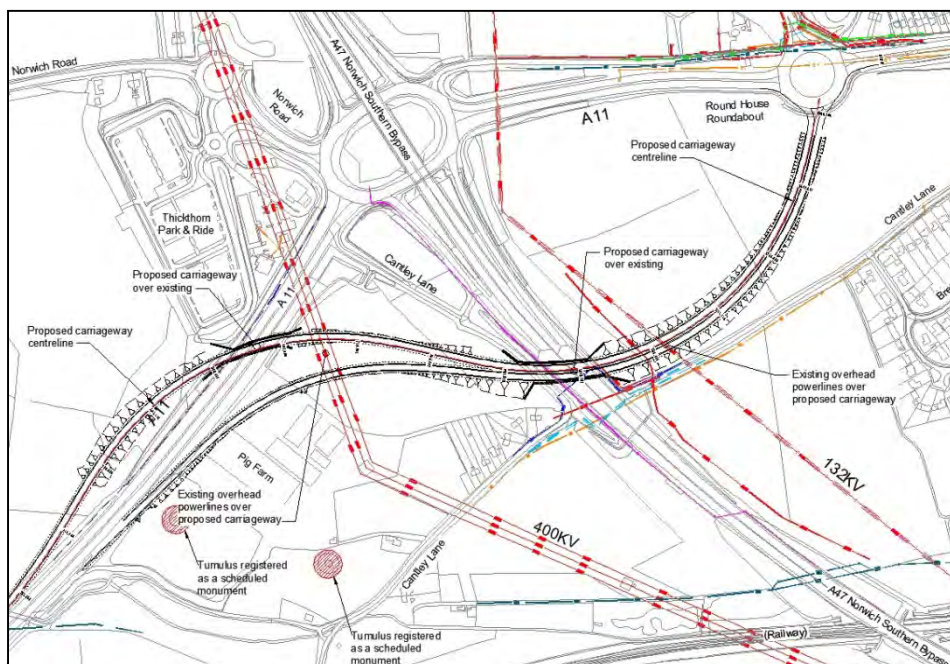 Norwich Road
Norwich
Road
A47 Norwich Southern Bypass
A11
Round House
Roundabout
Proposed carriageway
centreline
Cantley Lane
Thickthorn
Park & Ride
Cantley Lane
Proposed carriageway
over existing
Proposed carriageway
over existing
A 11
Proposed carriageway
centreline
A 11
Existing overhead
powerlines over
proposed carriageway
Pig Farm
132KV
Existing overhead
powerlines over
proposed carriageway
400KV
Tumulus registered
as a scheduled
monument
Cantley Lane
A47 Norwich Southern Bypass
Tumulus registered
as a scheduled
monument
(Railway)